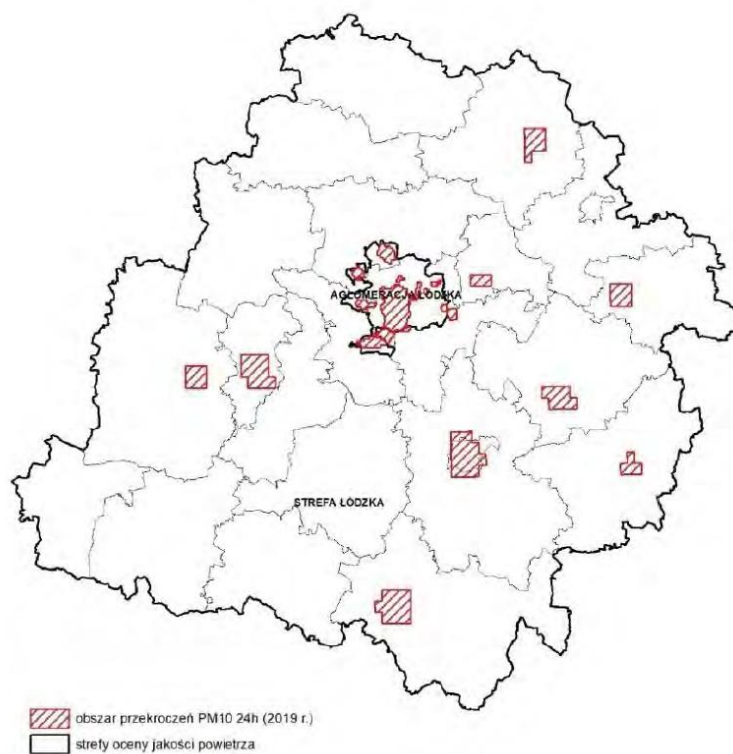 AGLOMERACJA ŁÓDZKA
STREFA ŁÓDZKA
obszar przekroczeń PM10 24h (2019 r.)
strefy oceny jakości powietrza